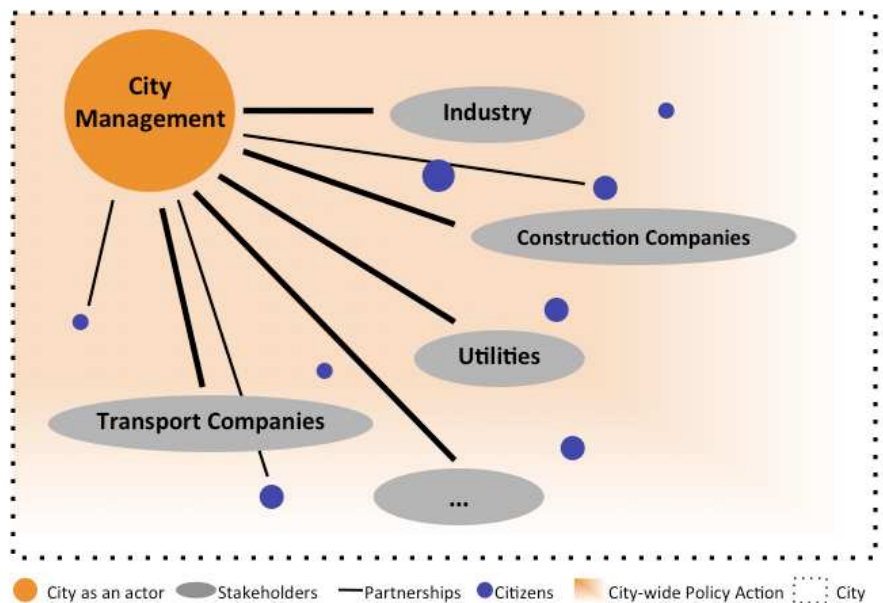 City
Management
Industry
Construction Companies
Utilities
Transport Companies
...
City as an actor
Stakeholders
Partnerships
Citizens
City-wide Policy Action
City